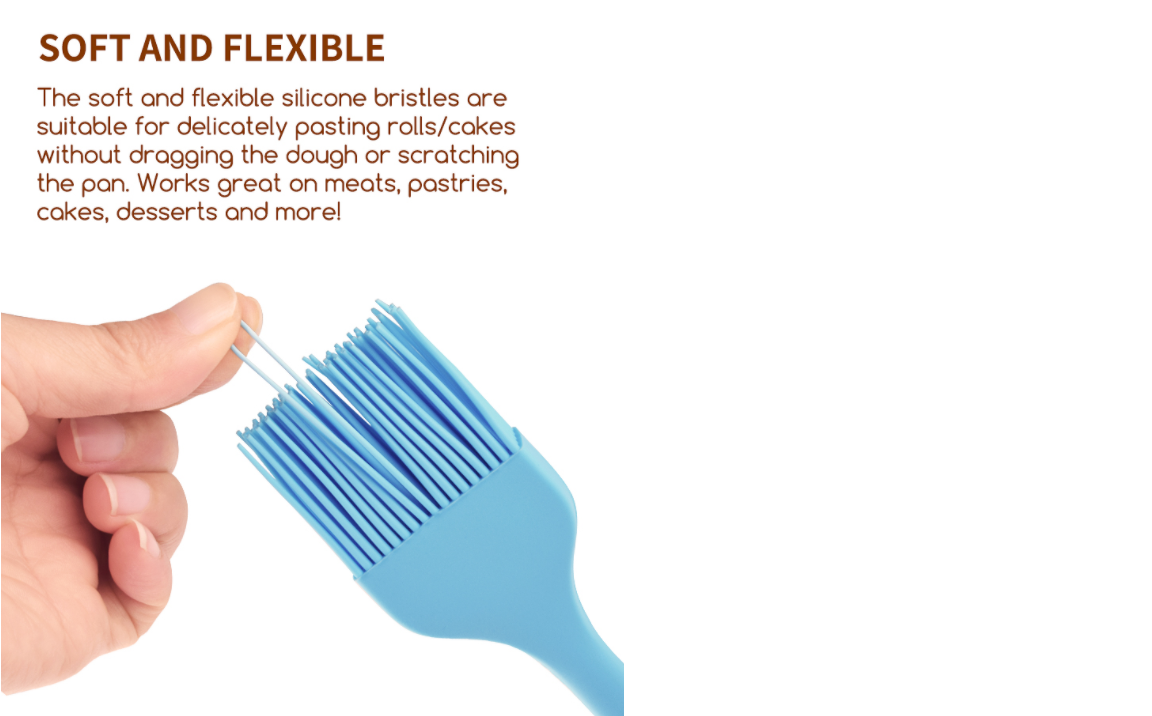 SOFT AND FLEXIBLE
The soft and flexible silicone bristles are
suitable for delicately pasting rolls/cakes
without dragging the dough or scratching
the pan. Works great on meats, pastries,
cakes, desserts and more!